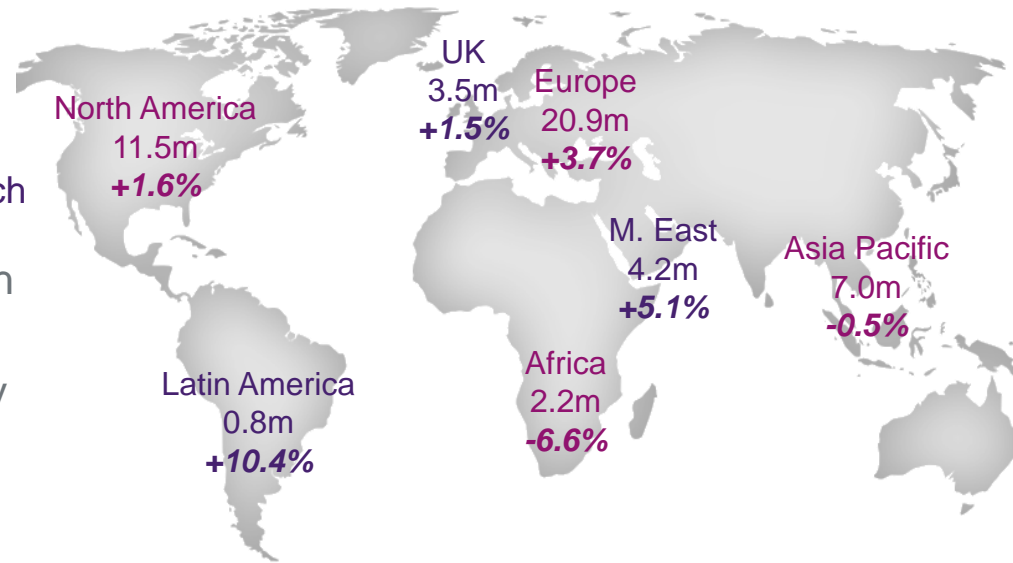 UK
3.5m
+1.5%
Europe
20.9m
+3.7%
North America
11.5m
+1.6%
M. East
4.2m
+5.1%
Asia Pacific
7.0m
-0.5%
Latin America
0.8m
+10.4%
Africa
2.2m
-6.6%